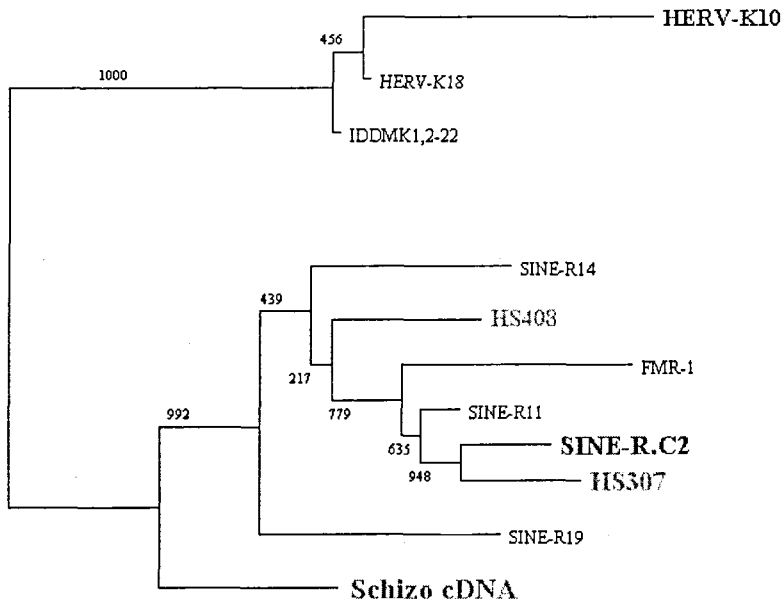 HERV-K10
456
1000
HERV-K18
IDDMK1,2-22
SINE-R14
439
HS408
217
FMR-1
779
992
SINE-R11
635
SINE-R.C2
948
HS307
SINE-R19
Schizo cDNA